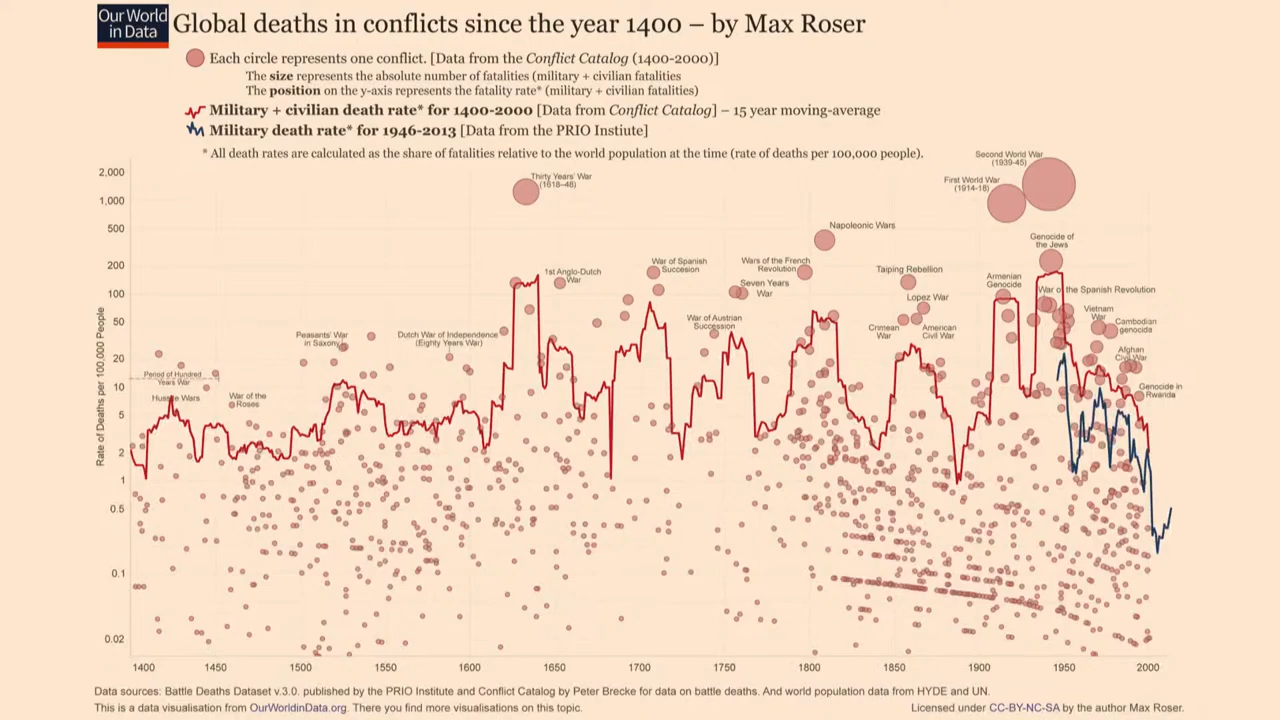 Our World
in Data
Global deaths in conflicts since the year 1400 – by Max Roser
Each circle represents one conflict. [Data from the Conflict Catalog (1400-2000)]
The size represents the absolute number of fatalities (military + civilian fatalities
The position on the y-axis represents the fatality rate* (military + civilian fatalities)
Military + civilian death rate* for 1400-2000 [Data from Conflict Catalog] – 15 year moving-average
Military death rate* for 1946-2013 [Data from the PRIO Instiute]
* All death rates are calculated as the share of fatalities relative to the world population at the time (rate of deaths per 100,000 people).
Rate of Deaths per 100,000 People
2,000
1,000
500
200
100
50
20
10
5
2
1
0.5
0.1
0.02
Period of Hundred
Years War
Hussite Wars
War of the
Roses
Peasants' War
in Saxony
Dutch War of Independence
(Eighty Years War)
Thirty Years' War
(1618–48)
1st Anglo-Dutch
War
War of Spanish
Succesion
War of Austrian
Succession
Seven Years
War
Wars of the French
Revolution
Napoleonic Wars
Taiping Rebellion
Lopez War
Crimean
War
American
Civil War
First World War
(1914-18)
Second World War
(1939-45)
Armenian
Genocide
Genocide of
the Jews
War o the Spanish Revolution
Vietnam
War
Cambodian
genocide
Afghan
Civil War
Genocide in
Rwanda
1400
1450
1500
1550
1600
1650
1700
1750
1800
1850
1900
1950
2000
Data sources: Battle Deaths Dataset v.3.0. published by the PRIO Institute and Conflict Catalog by Peter Brecke for data on battle deaths. And world population data from HYDE and UN.
This is a data visualisation from OurWorldinData.org. There you find more visualisations on this topic.
Licensed under CC-BY-NC-SA by the author Max Roser.